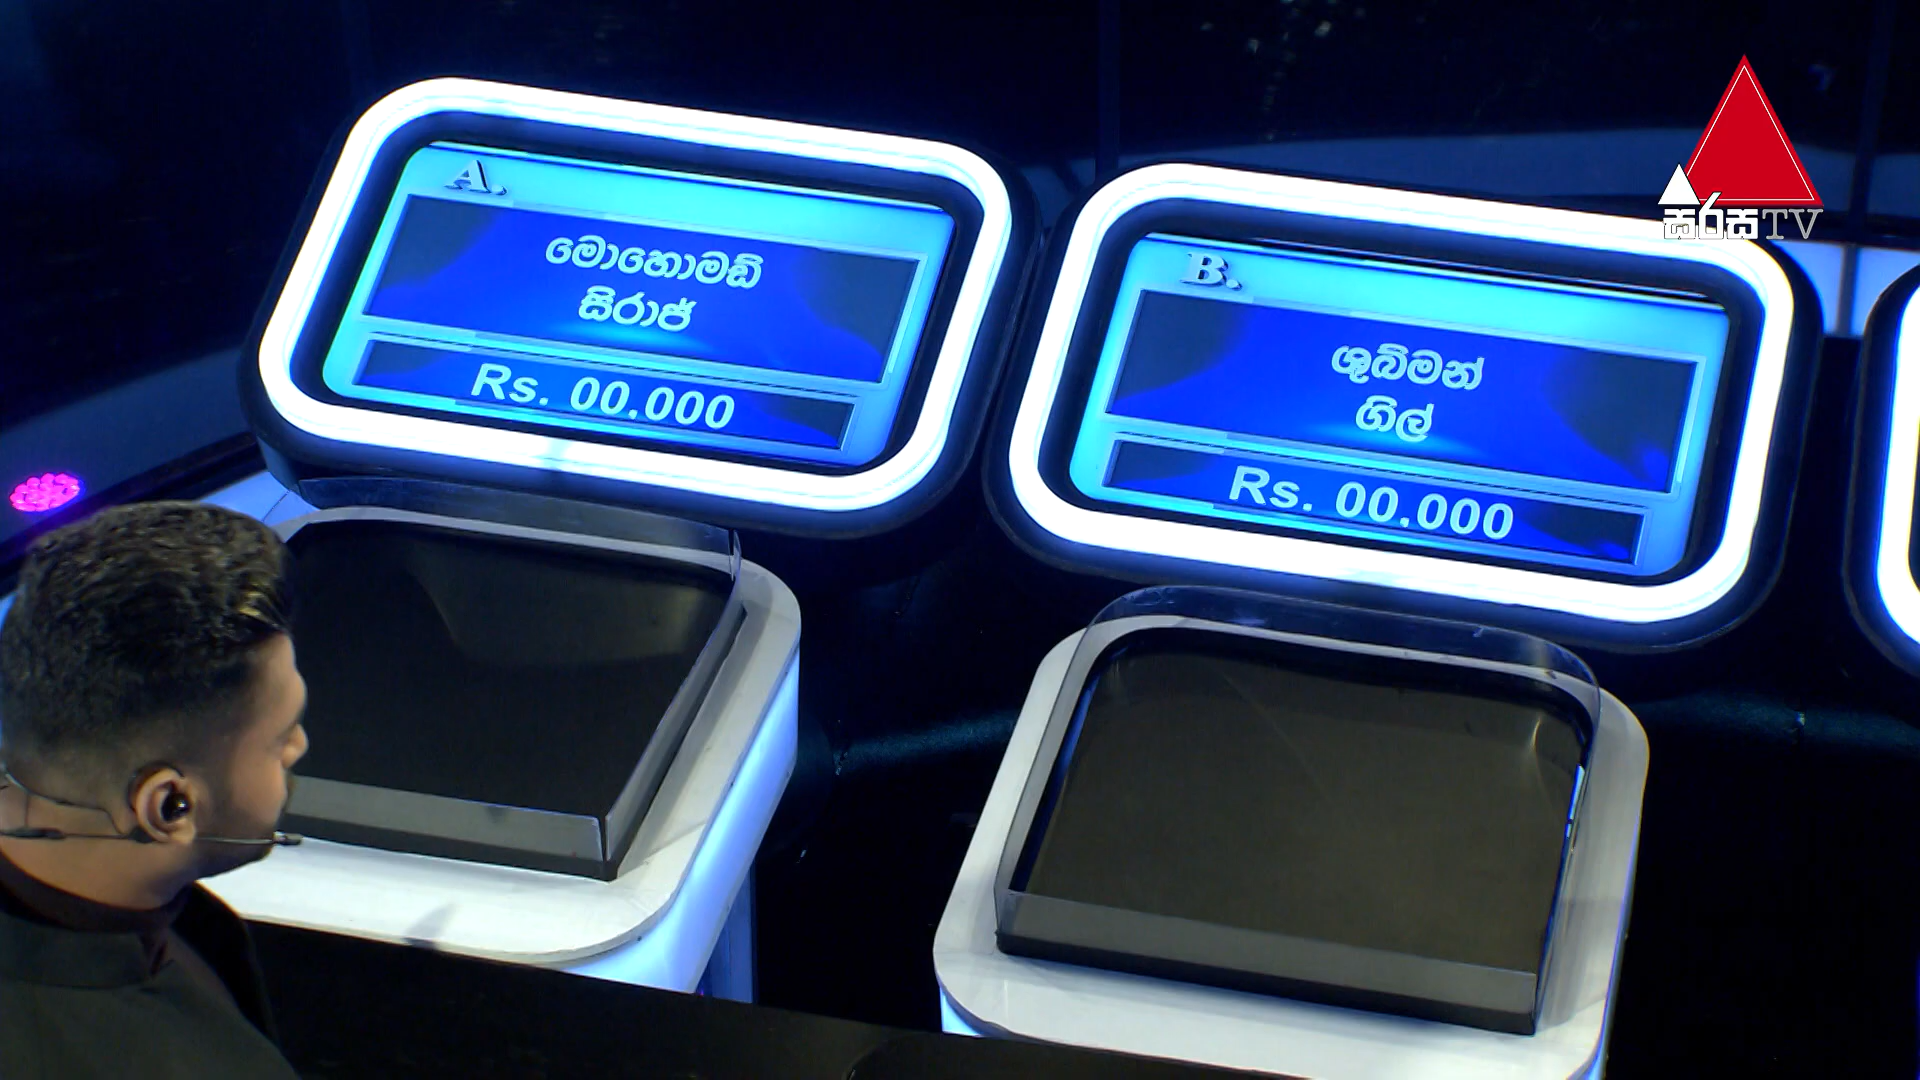 A.
මොහොමඩ්
සිරාජ්
Rs. 00.000
B.
ශුබ්මන්
ගිල්
Rs. 00.000
සිරස TV